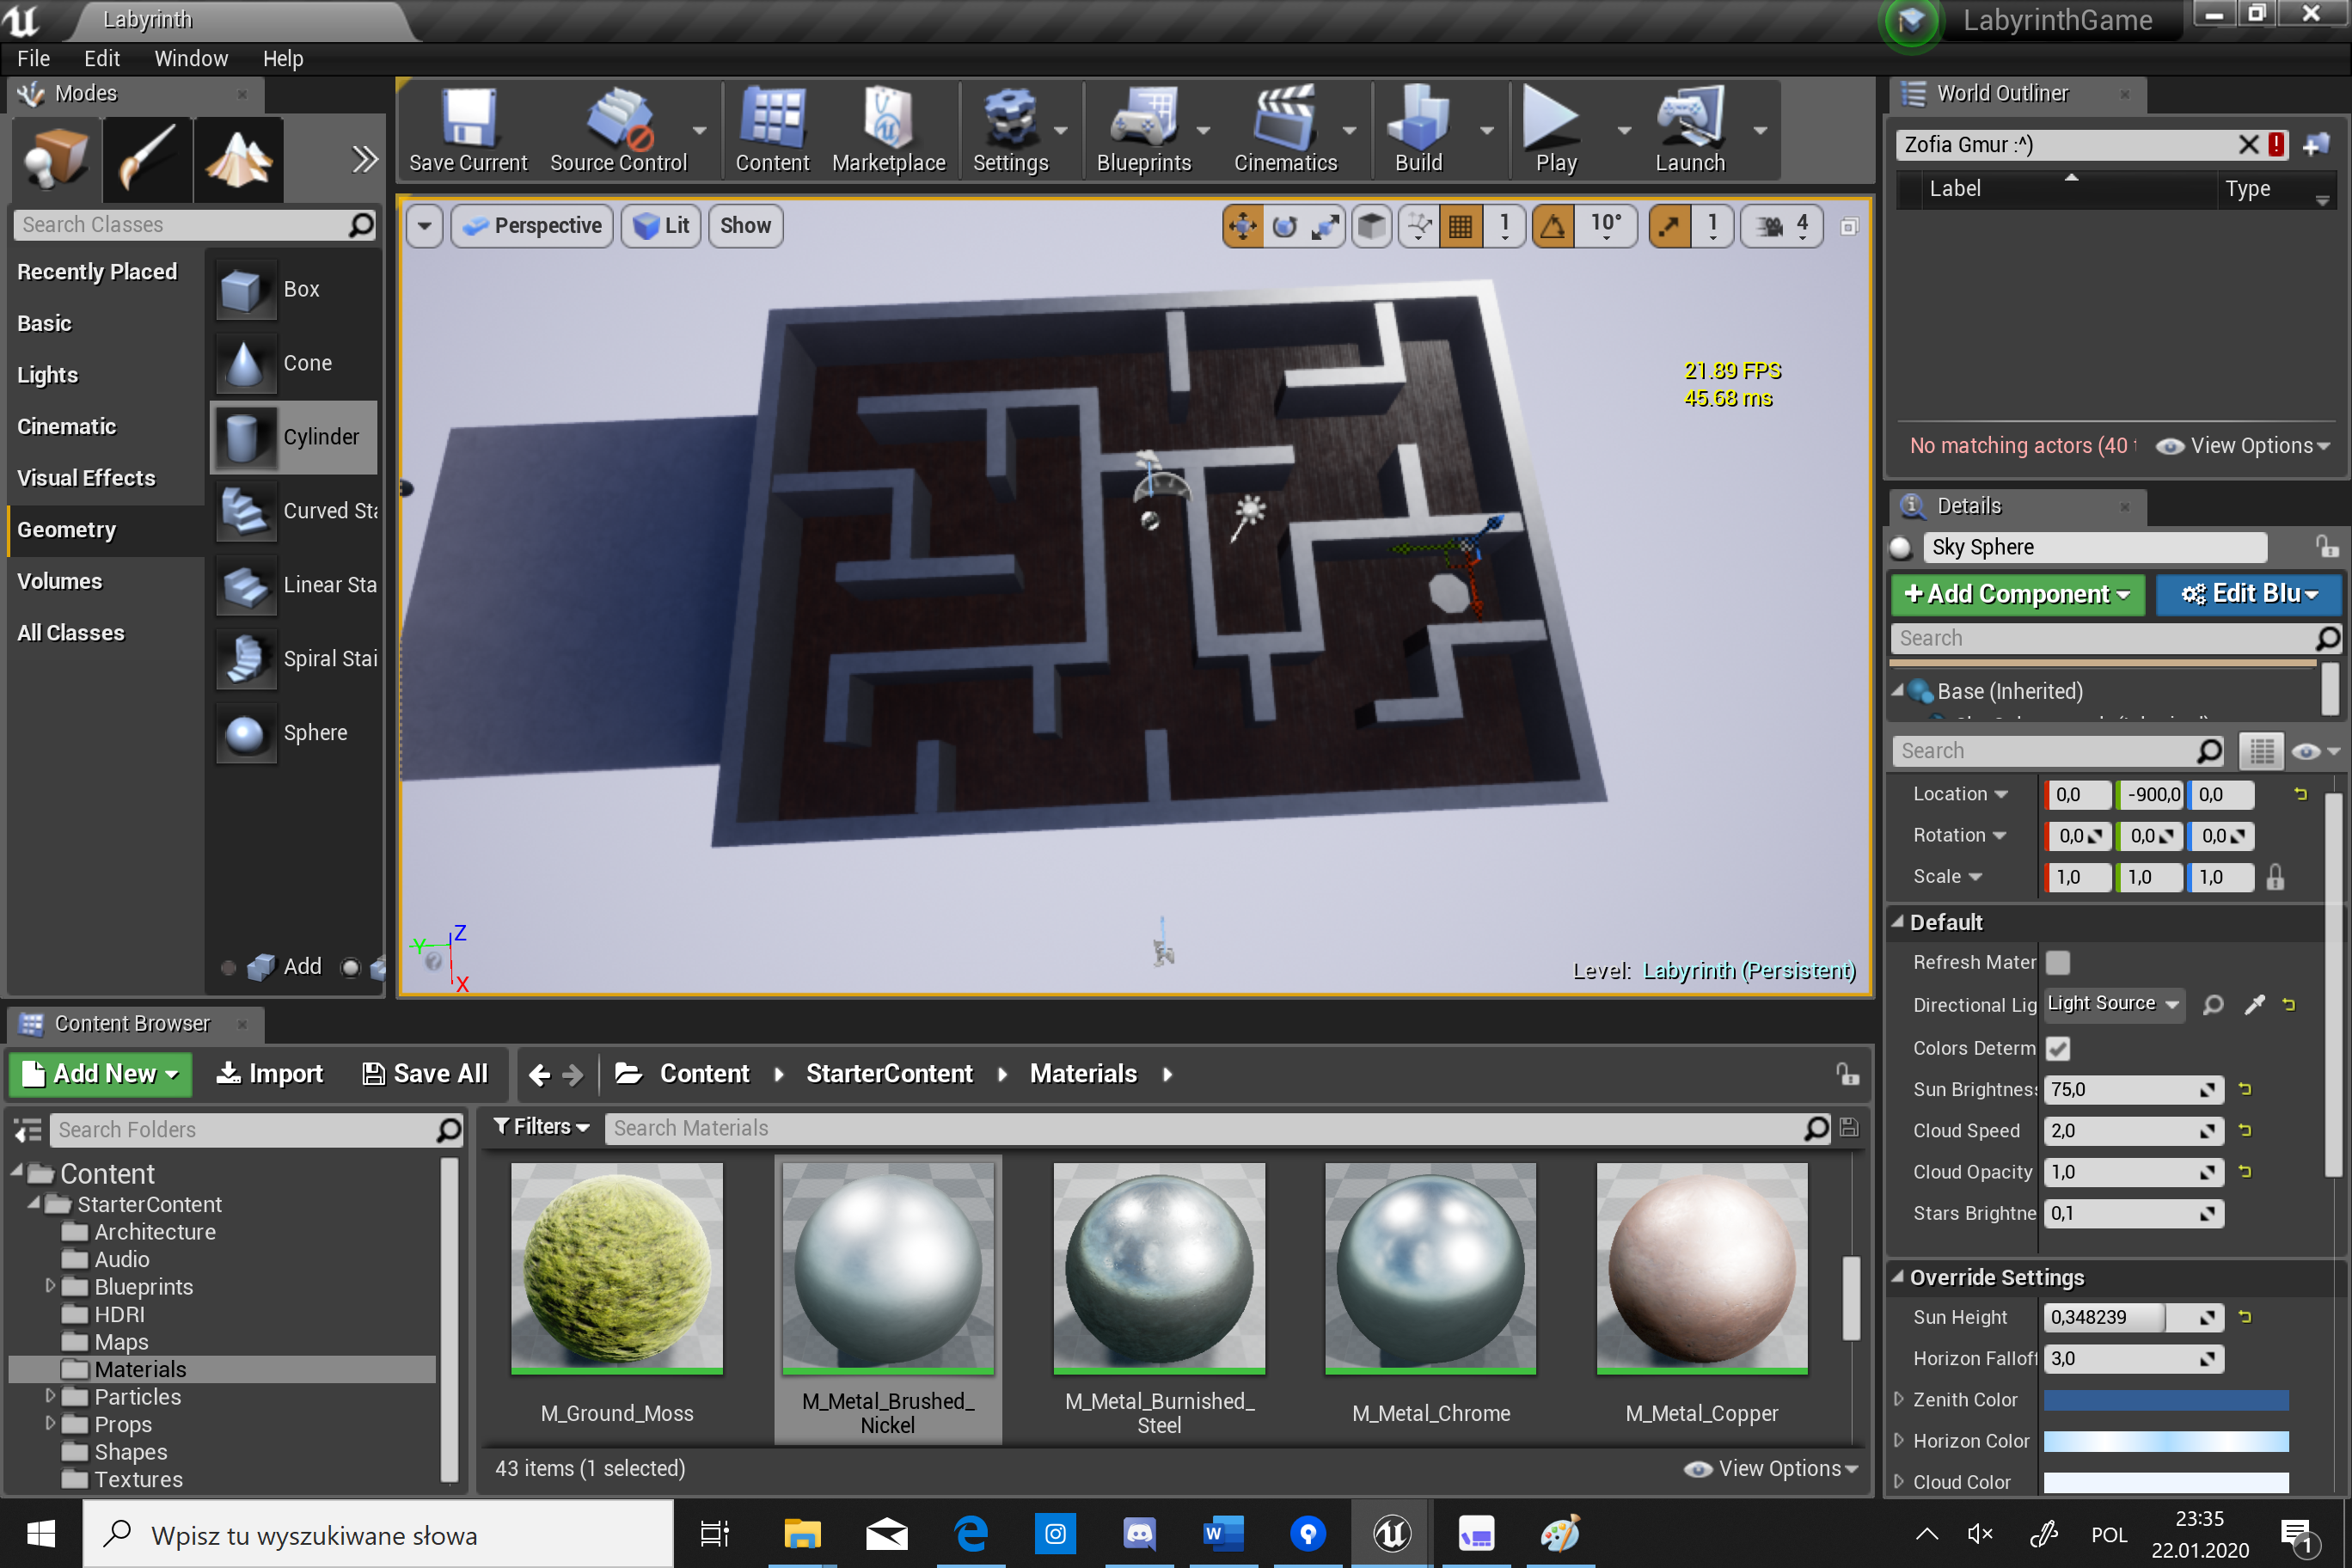 Labyrinth
LabyrinthGame
File Edit Window Help
Modes
Search Classes
Recently Placed
Basic
Lights
Cinematic
Visual Effects
Geometry
Volumes
All Classes
Box
Cone
Cylinder
Curved Sta
Linear Sta
Spiral Stai
Sphere
Add
Save Current
Source Control
Content
Marketplace
Settings
Blueprints
Cinematics
Build
Play
Launch
Perspective
Lit
Show
1
10°
1
4
21.89 FPS
45.68 ms
Z
Y
X
Level: Labyrinth (Persistent)
World Outliner
Zofia Gmur :^)
Label
Type
No matching actors (40 t
View Options
Details
Sky Sphere
+ Add Component
Edit Blu
Search
Base (Inherited)
Search
Location 0,0 -900,0 0,0
Rotation 0,0 0,0 0,0
Scale 1,0 1,0 1,0
Default
Refresh Mater
Directional Lig Light Source
Colors Determ
Sun Brightness 75,0
Cloud Speed 2,0
Cloud Opacity 1,0
Stars Brightne 0,1
Override Settings
Sun Height 0,348239
Horizon Falloff 3,0
Zenith Color
Horizon Color
Cloud Color
Content Browser
Add New
Import
Save All
Content
StarterContent
Materials
Search Folders
Content
StarterContent
Architecture
Audio
Blueprints
HDRI
Maps
Materials
Particles
Props
Shapes
Textures
Filters
Search Materials
M_Ground_Moss
M_Metal_Brushed_
Nickel
M_Metal_Burnished_
Steel
M_Metal_Chrome
M_Metal_Copper
43 items (1 selected)
View Options
Wpisz tu wyszukiwane słowa
POL
23:35
22.01.2020
1